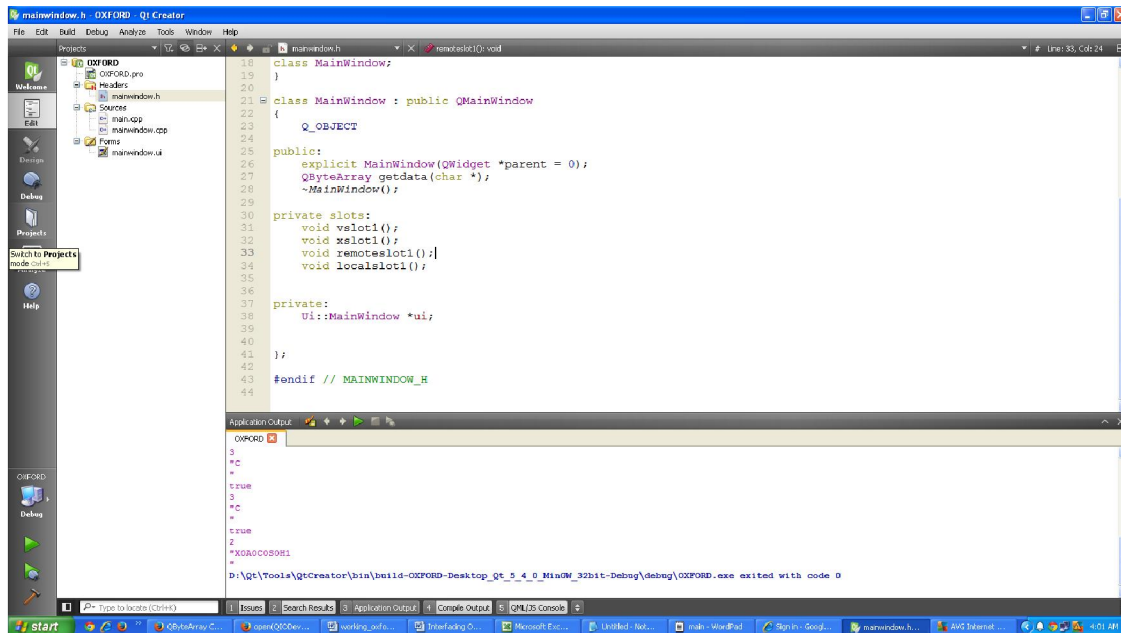 mainwindow.h - OXFORD - Qt Creator
File Edit Build Debug Analyze Tools Window Help
Projects
mainwindow.h
remoteslot1(): void
# Line: 33, Col: 24
Welcome
Edit
Design
Debug
Projects
Switch to Projects
mode Ctrl+5
Help
OXFORD
Debug
OXFORD
OXFORD.pro
Headers
mainwindow.h
Sources
main.cpp
mainwindow.cpp
Forms
mainwindow.ui
18 class MainWindow;
19 }
20
21 class MainWindow : public QMainWindow
22 {
23 Q_OBJECT
24
25 public:
26 explicit MainWindow(QWidget *parent = 0);
27 QByteArray getdata(char *);
28 ~MainWindow();
29
30 private slots:
31 void vslot1();
32 void xslot1();
33 void remoteslot1();
34 void localslot1();
35
36
37 private:
38 Ui::MainWindow *ui;
39
40
41 };
42
43 #endif // MAINWINDOW_H
44
Application Output
OXFORD
3
"C
"
true
3
"C
"
true
2
"X0A0C0S0H1
"
D:\Qt\Tools\QtCreator\bin\build-OXFORD-Desktop_Qt_5_4_0_MinGW_32bit-Debug\debug\OXFORD.exe exited with code 0
Type to locate (Ctrl+K)
1 Issues 2 Search Results 3 Application Output 4 Compile Output 5 QML/JS Console
start
QByteArray C...
open(QIODev...
working_oxfo...
Interfacing O...
Microsoft Exc...
Untitled - Not...
main - WordPad
Sign in - Googl...
mainwindow.h...
AVG Internet ...
4:01 AM